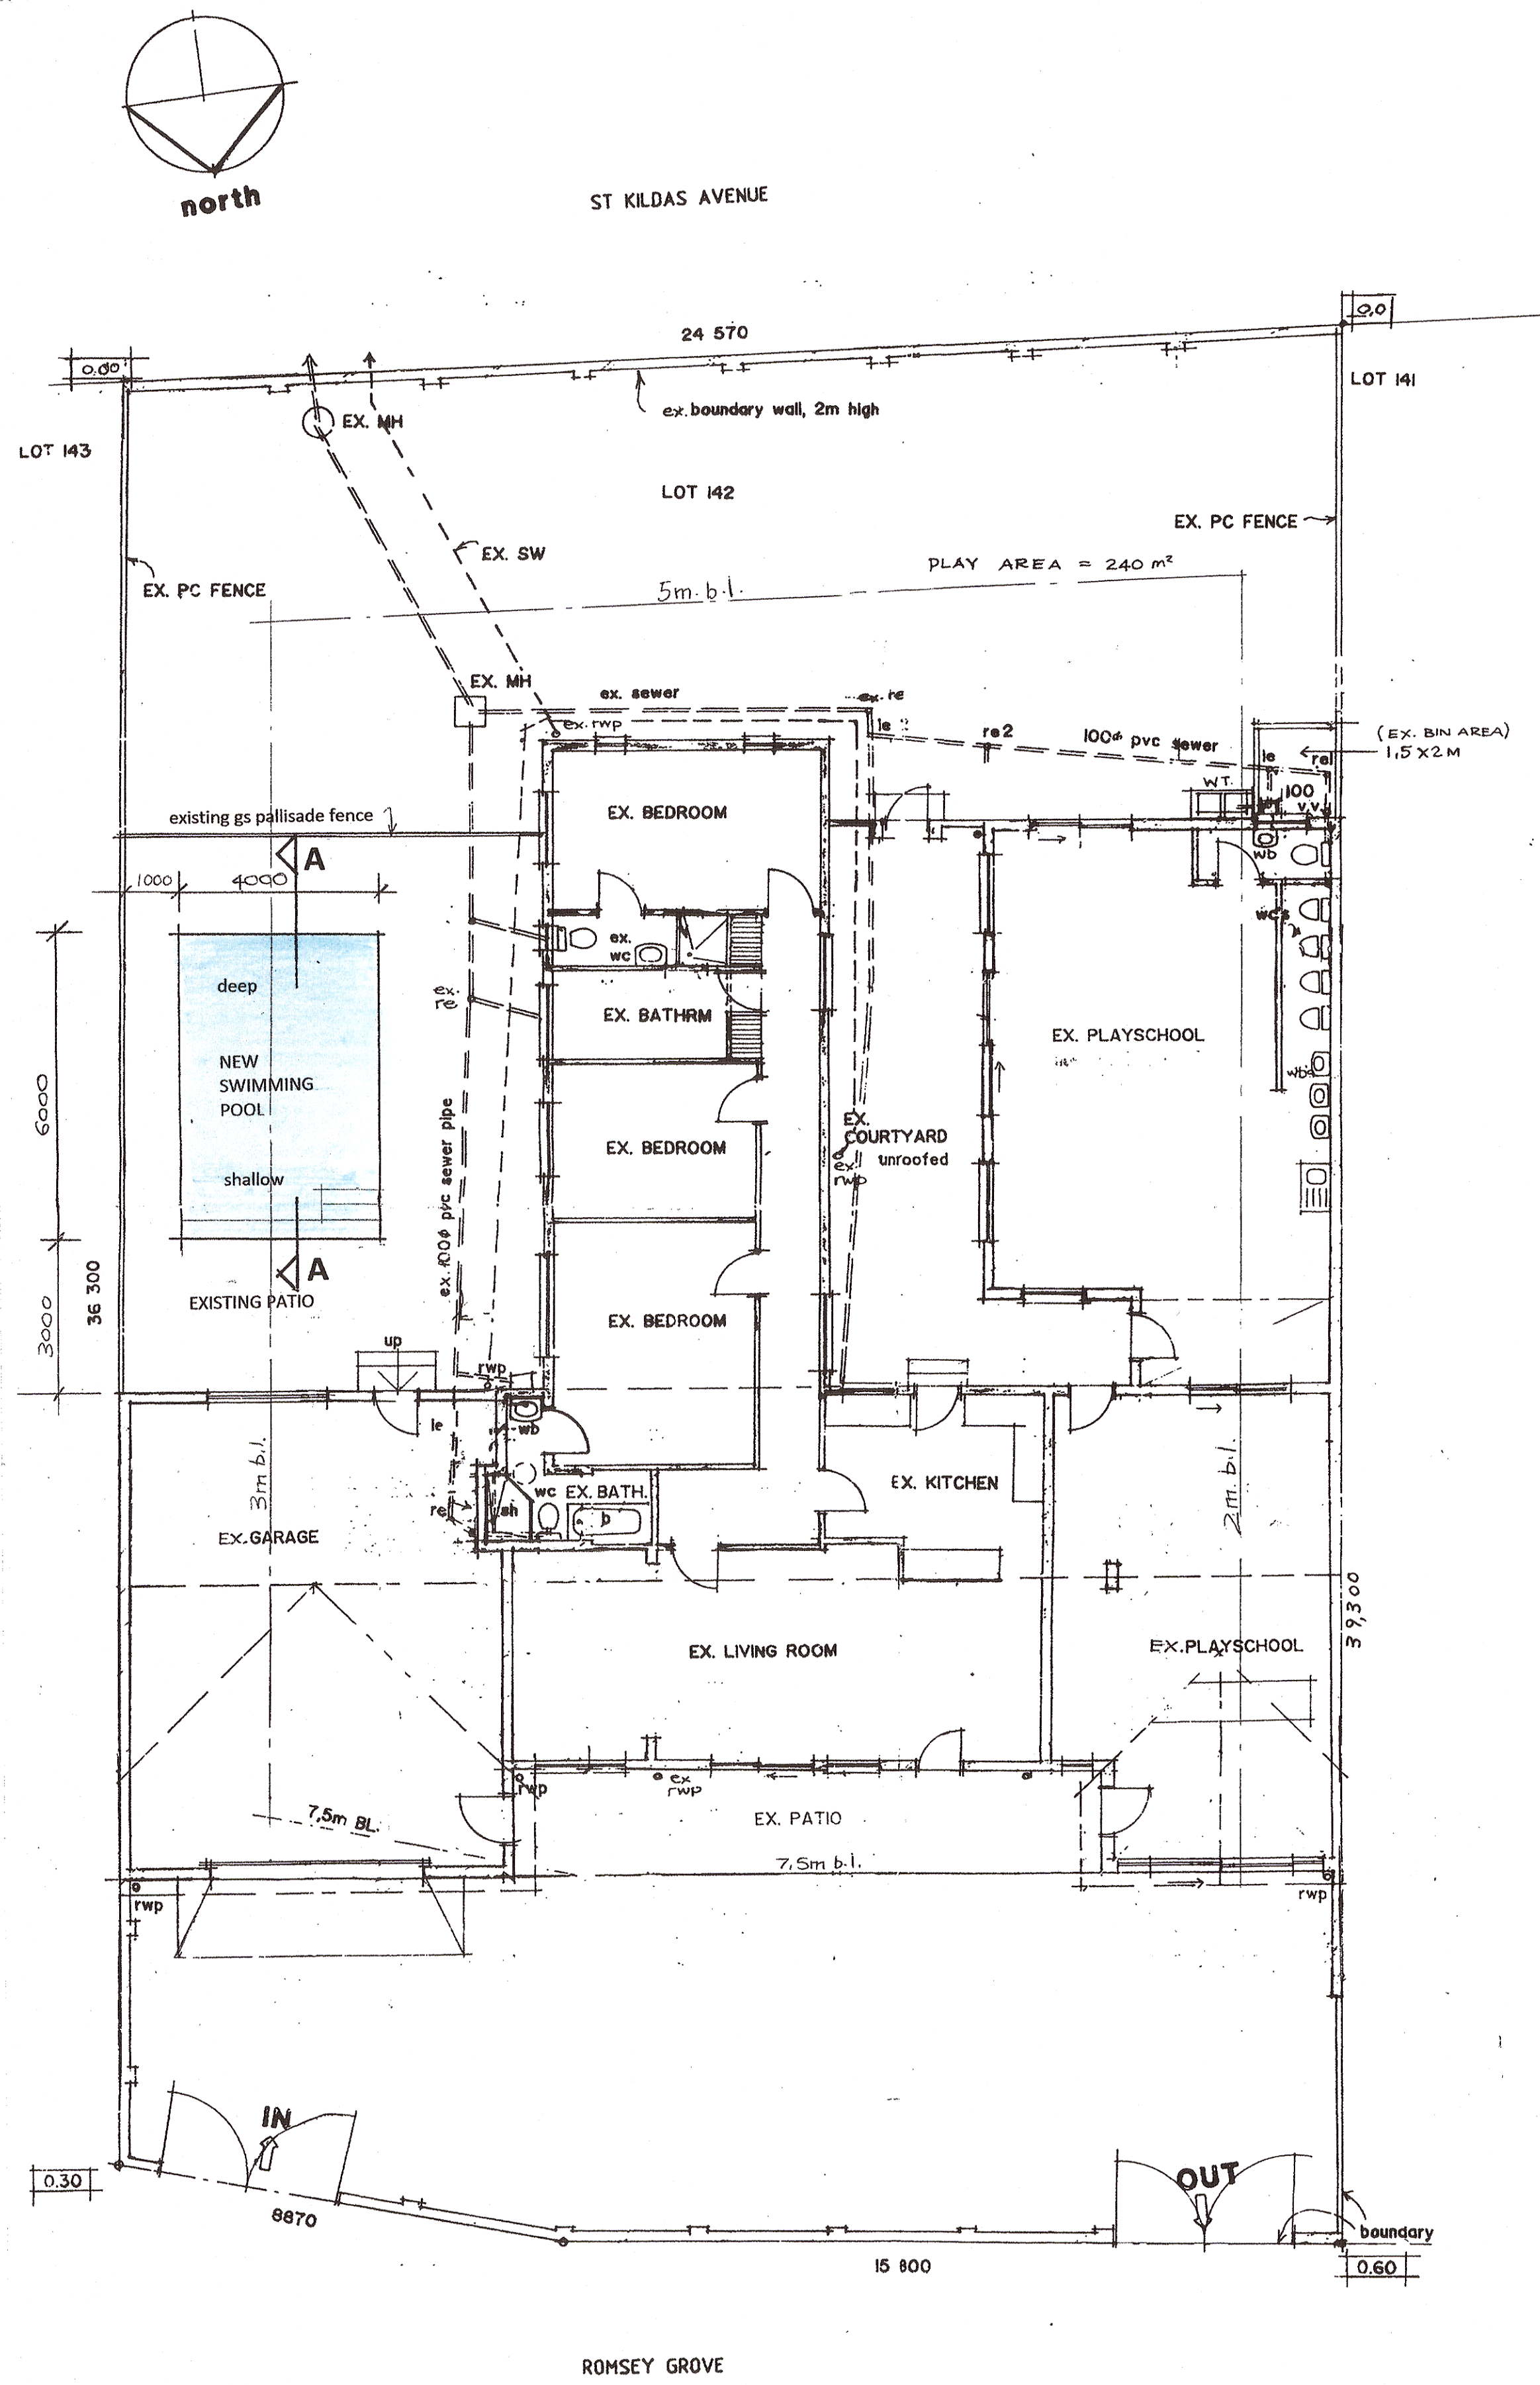 north
ST KILDAS AVENUE
24 570
0.00
0,0
LOT 141
EX. MH
ex. boundary wall, 2m high
LOT 143
LOT 142
EX. PC FENCE
EX. SW
PLAY AREA = 240 m²
EX. PC FENCE
5m. b.l.
EX. MH
ex. sewer
ex. re
ex. rwp
le
re2
100ø pvc sewer
(EX. BIN AREA)
1,5 X 2 M
le
re1
WT.
100
v.v.
existing gs pallisade fence
EX. BEDROOM
A
wb
1000
4090
wc's
ex.
wc
deep
ex.
re
EX. BATHRM
EX. PLAYSCHOOL
NEW
SWIMMING
POOL
wbs
6000
EX.
COURTYARD
unroofed
EX. BEDROOM
ex.
rwp
shallow
ex. 100ø pvc sewer pipe
A
36 300
EXISTING PATIO
EX. BEDROOM
3000
up
rwp
le
wb
3m b.l.
2m. b.l.
EX. KITCHEN
wc
EX. BATH.
re
sh
b
EX.GARAGE
39,300
EX. LIVING ROOM
EX.PLAYSCHOOL
rwp
ex
rwp
7,5m BL.
EX. PATIO
7,5m b.l.
rwp
rwp
IN
OUT
0.30
8870
boundary
15 800
0.60
ROMSEY GROVE